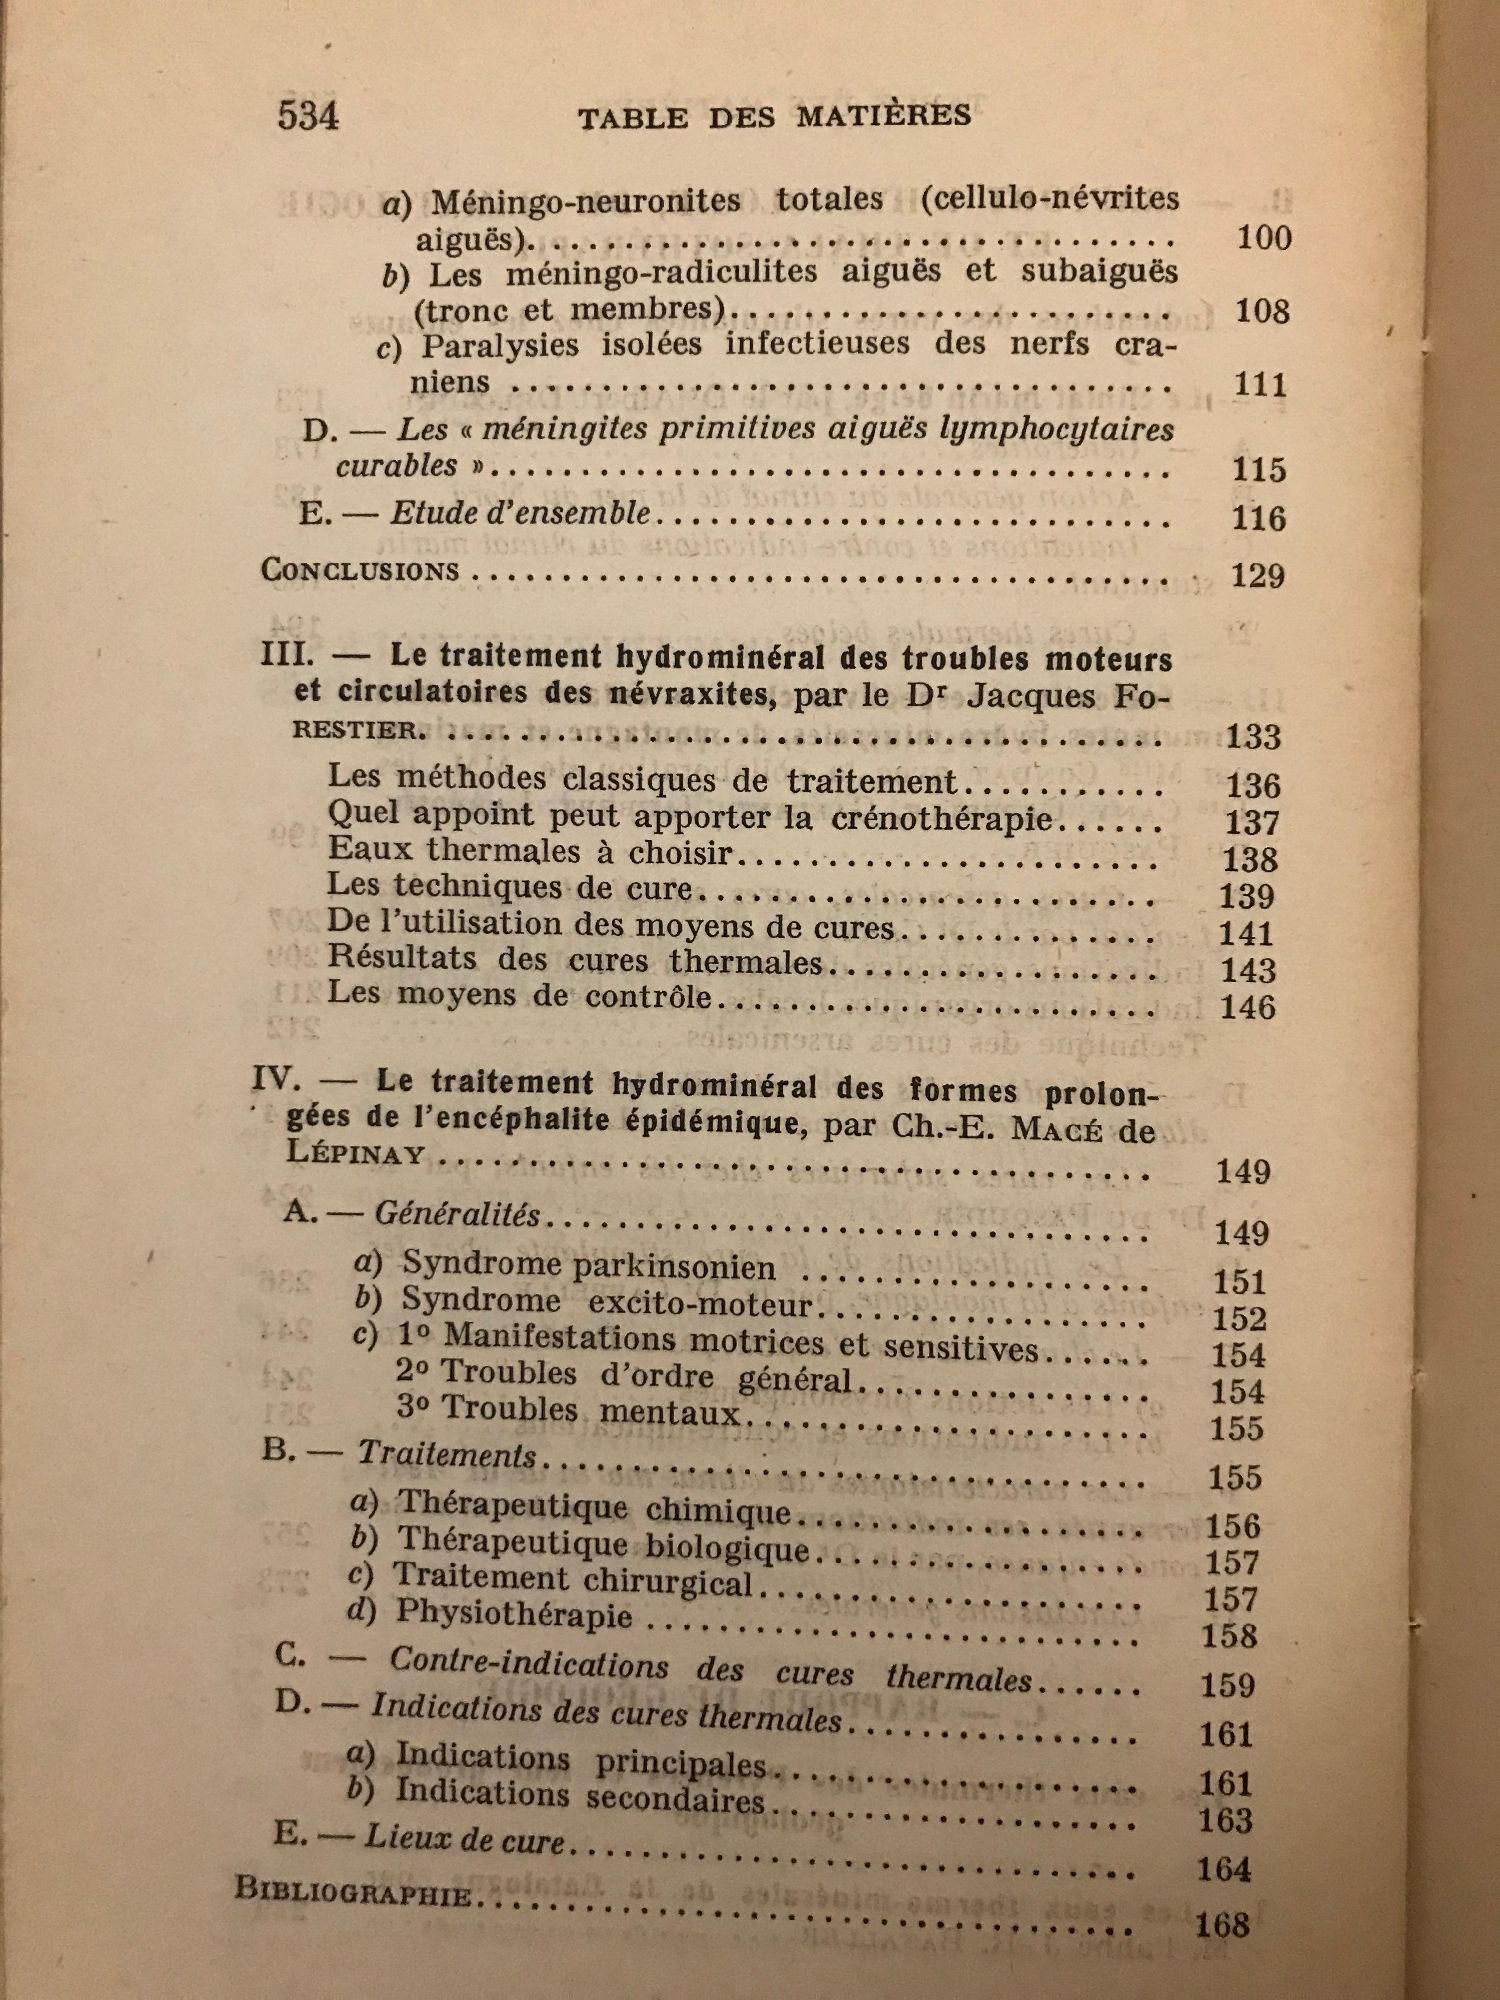 534 TABLE DES MATIÈRES
a) Méningo-neuronites totales (cellulo-névrites
aiguës). .................................. 100
b) Les méningo-radiculites aiguës et subaiguës
(tronc et membres)........................ 108
c) Paralysies isolées infectieuses des nerfs cra-
niens .................................... 111
D. — Les « méningites primitives aiguës lymphocytaires
curables »...................................... 115
E. — Etude d'ensemble............................. 116
CONCLUSIONS ....................................... 129
III. — Le traitement hydrominéral des troubles moteurs
et circulatoires des névraxites, par le Dr Jacques Fo-
RESTIER. ........................................ 133
Les méthodes classiques de traitement........... 136
Quel appoint peut apporter la crénothérapie...... 137
Eaux thermales à choisir........................ 138
Les techniques de cure.......................... 139
De l'utilisation des moyens de cures.............. 141
Résultats des cures thermales................... 143
Les moyens de contrôle......................... 146
IV. — Le traitement hydrominéral des formes prolon-
gées de l'encéphalite épidémique, par Ch.-E. MACÉ de
LÉPINAY ........................................ 149
A. — Généralités.................................. 149
a) Syndrome parkinsonien .................... 151
b) Syndrome excito-moteur................... 152
c) 1º Manifestations motrices et sensitives...... 154
2º Troubles d'ordre général................. 154
3º Troubles mentaux....................... 155
B. — Traitements.................................. 155
a) Thérapeutique chimique.................... 156
b) Thérapeutique biologique................... 157
c) Traitement chirurgical...................... 157
d) Physiothérapie ............................ 158
C. — Contre-indications des cures thermales...... 159
D. — Indications des cures thermales................ 161
a) Indications principales..................... 161
b) Indications secondaires..................... 163
E. — Lieux de cure................................ 164
BIBLIOGRAPHIE..................................... 168